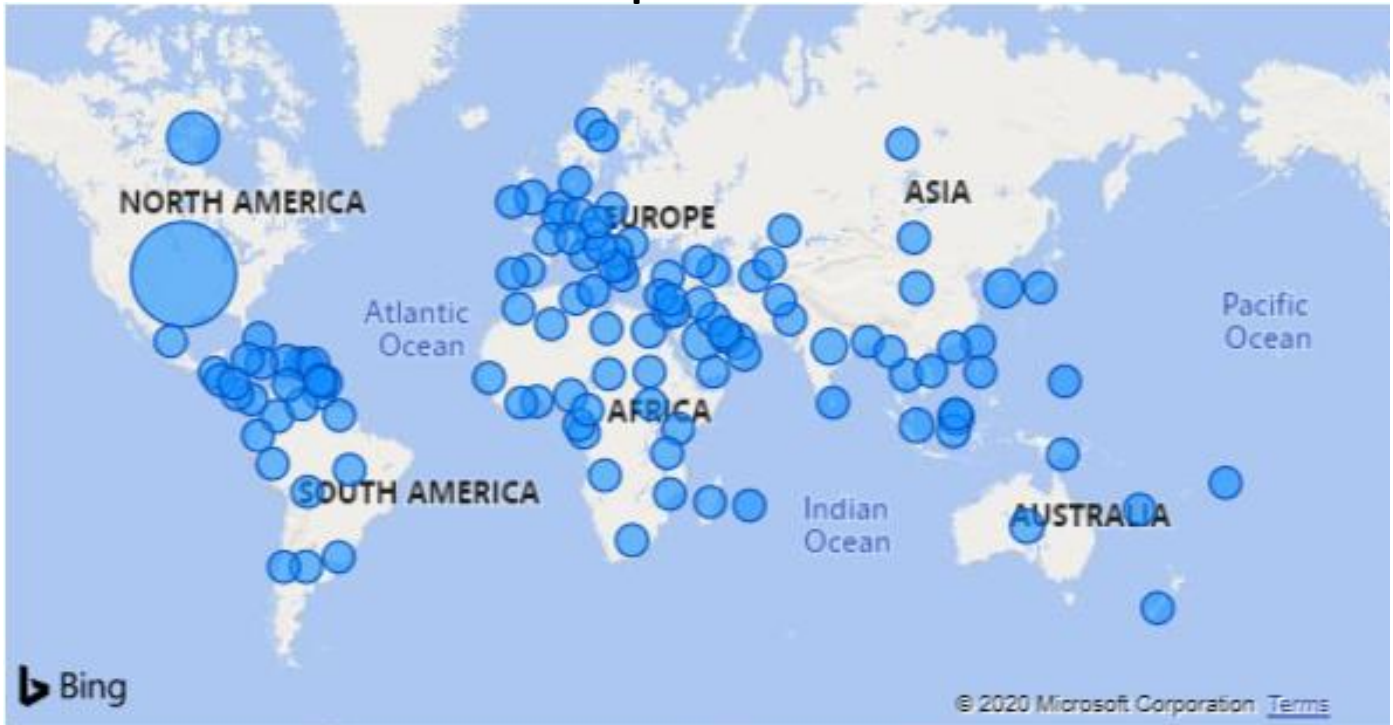 NORTH AMERICA
EUROPE
ASIA
Atlantic
Ocean
Pacific
Ocean
AFRICA
SOUTH AMERICA
Indian
Ocean
AUSTRALIA
Bing
© 2020 Microsoft Corporation Terms